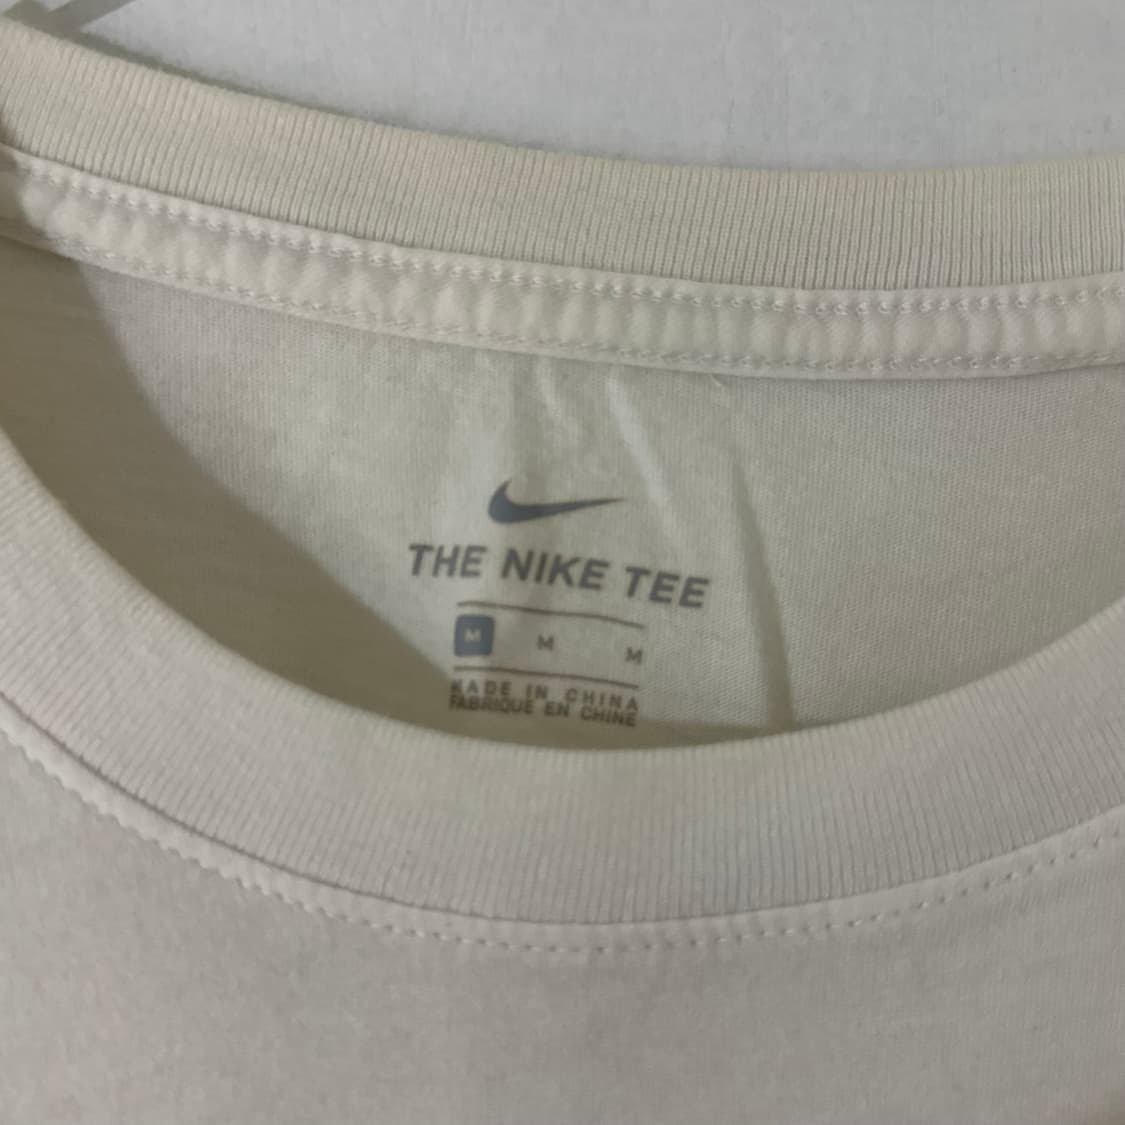 THE NIKE TEE
M M M
MADE IN CHINA
FABRIQUE EN CHINE